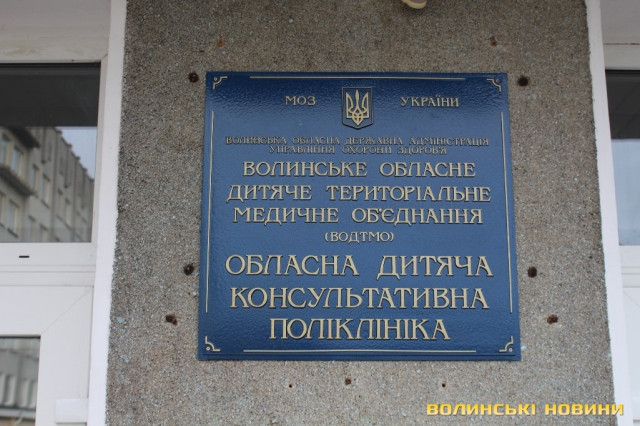 МОЗ УКРАЇНИ
ВОЛИНСЬКА ОБЛАСНА ДЕРЖАВНА АДМІНІСТРАЦІЯ
УПРАВЛІННЯ ОХОРОНИ ЗДОРОВ'Я
ВОЛИНСЬКЕ ОБЛАСНЕ
ДИТЯЧЕ ТЕРИТОРІАЛЬНЕ
МЕДИЧНЕ ОБ'ЄДНАННЯ
(ВОДТМО)
ОБЛАСНА ДИТЯЧА
КОНСУЛЬТАТИВНА
ПОЛІКЛІНІКА
ВОЛИНСЬКІ НОВИНИ